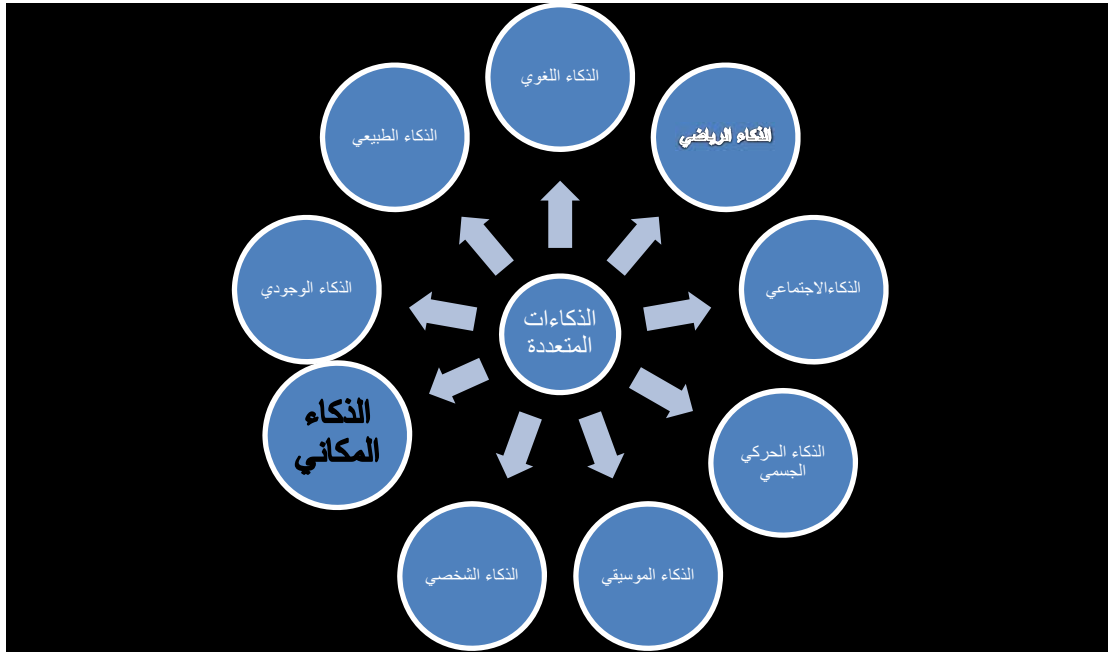 الذكاء اللغوي
الذكاء الرياضي
الذكاء الطبيعي
الذكاءالاجتماعي
الذكاء الوجودي
الذكاءات
المتعددة
الذكاء
المكاني
الذكاء الحركي
الجسمي
الذكاء الشخصي
الذكاء الموسيقي